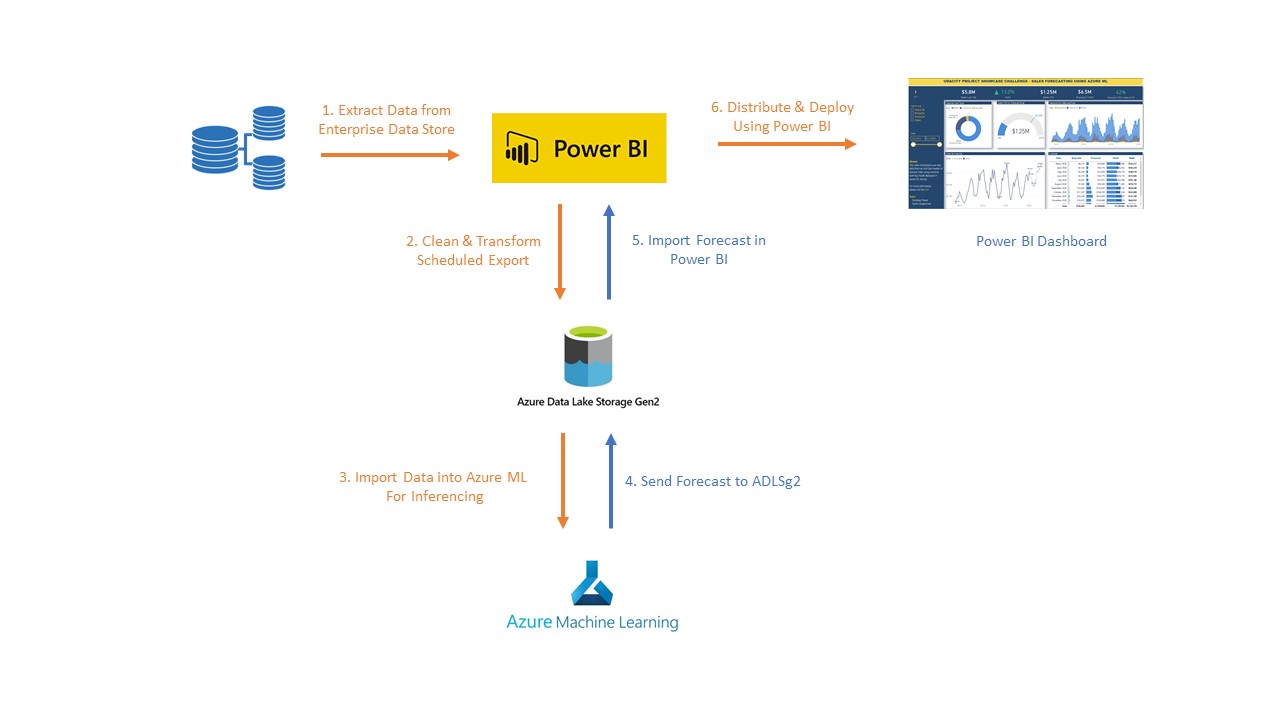 1. Extract Data from
Enterprise Data Store
Power BI
6. Distribute & Deploy
Using Power BI
UDACITY PROJECT SHOWCASE CHALLENGE - SALES FORECASTING USING AZURE ML
$5.8M
13.0%
$1.25M
$6.5M
62%
$1.25M
Power BI Dashboard
2. Clean & Transform
Scheduled Export
5. Import Forecast in
Power BI
Azure Data Lake Storage Gen2
3. Import Data into Azure ML
For Inferencing
4. Send Forecast to ADLSg2
Azure Machine Learning